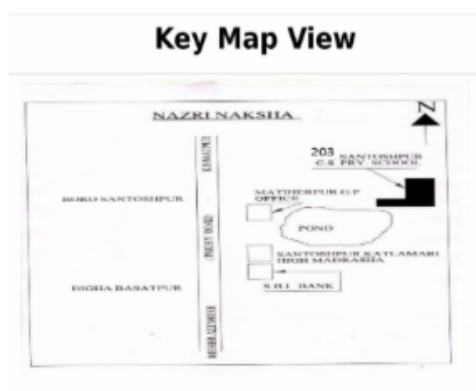 Key Map View
NAZRI NAKSHA
N
203 SANTOSHPUR
C.S PRY. SCHOOL
MATHERPUR G.P
OFFICE
BORO SANTOSHPUR
POND
SANTOSHPUR KATLAMARI
HIGH MADRASHA
DIGHA BASATPUR
S.B.I BANK